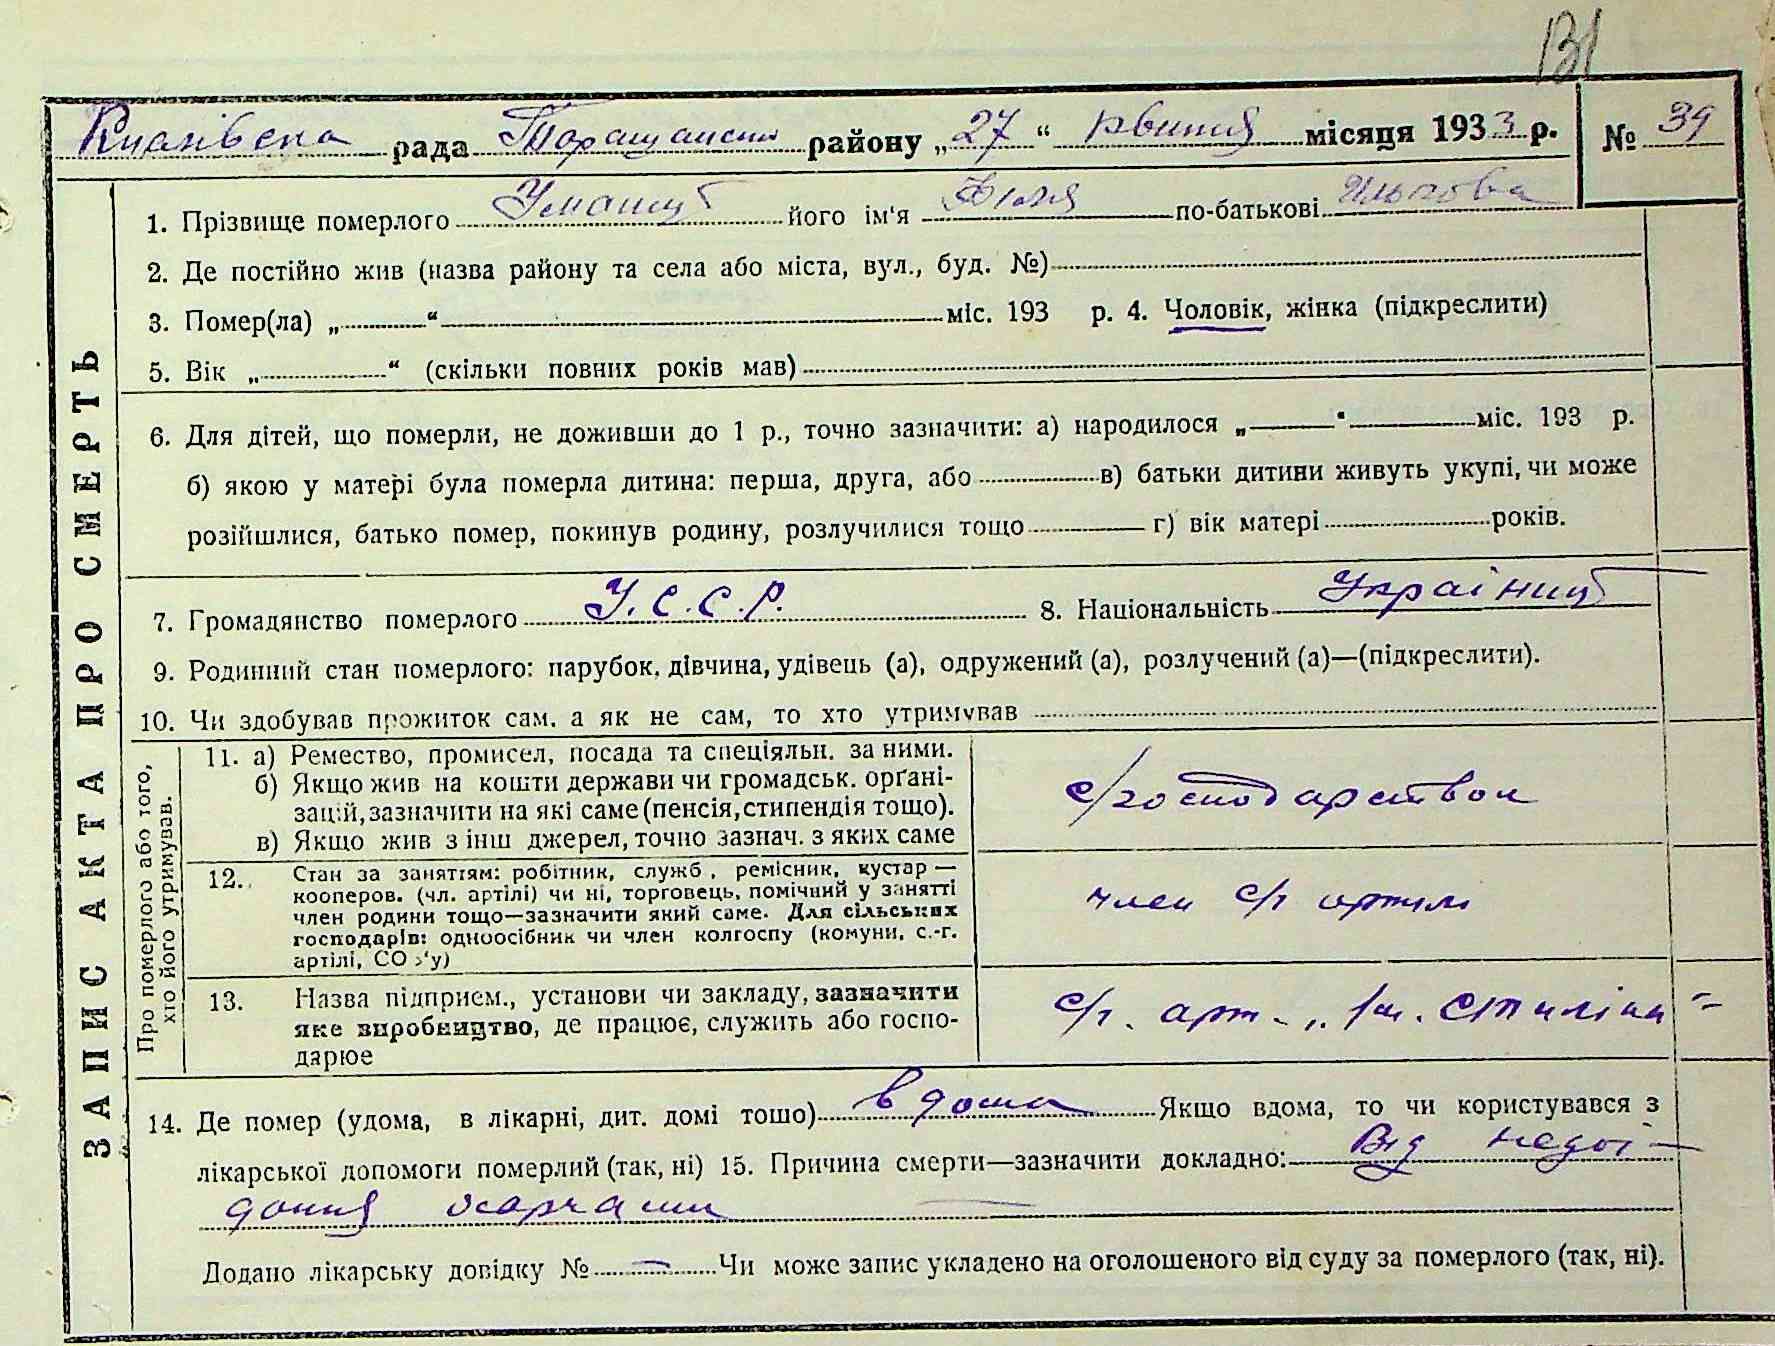 131
рада Таращанськ району „27“ квітня місяця 1933 р. № 39
ЗАПИС АКТА ПРО СМЕРТЬ
1. Прізвище померлого Уманец його ім'я по-батькові
2. Де постійно жив (назва району та села або міста, вул., буд. №)
3. Помер(ла) „ “ міс. 193 р. 4. Чоловік, жінка (підкреслити)
5. Вік „ “ (скільки повних років мав)
6. Для дітей, що померли, не доживши до 1 р., точно зазначити: а) народилося „ “ міс. 193 р.
б) якою у матері була померла дитина: перша, друга, або в) батьки дитини живуть укупі, чи може
розійшлися, батько помер, покинув родину, розлучилися тощо г) вік матері років.
7. Громадянство померлого У.С.С.Р. 8. Національність Українец
9. Родинний стан померлого: парубок, дівчина, удівець (а), одружений (а), розлучений (а)—(підкреслити).
10. Чи здобував прожиток сам, а як не сам, то хто утримував
Про померлого або того,
хто його утримував.
11. а) Ремество, промисел, посада та спеціяльн. за ними.
б) Якщо жив на кошти держави чи громадськ. орґані-
зацій, зазначити на які саме (пенсія, стипендія тощо).
в) Якщо жив з інш джерел, точно зазнач. з яких саме
с/господарством
12. Стан за заняттям: робітник, служб, ремісник, кустар —
кооперов. (чл. артілі) чи ні, торговець, помічний у занятті
член родини тощо—зазначити який саме. Для сільських
господарів: одноосібник чи член колгоспу (комуни, с.-г.
артілі, СО 'у)
член с/г артили
13. Назва підприєм., установи чи закладу, зазначити
яке виробництво, де працює, служить або госпо-
дарюе
с/г. арт. „Ім. Сталіна"
14. Де помер (удома, в лікарні, дит. домі тощо) в дома Якщо вдома, то чи користувався з
лікарської допомоги померлий (так, ні) 15. Причина смерти—зазначити докладно: Від недої-
дання харчами
Додано лікарську довідку № — Чи може запис укладено на оголошеного від суду за померлого (так, ні).